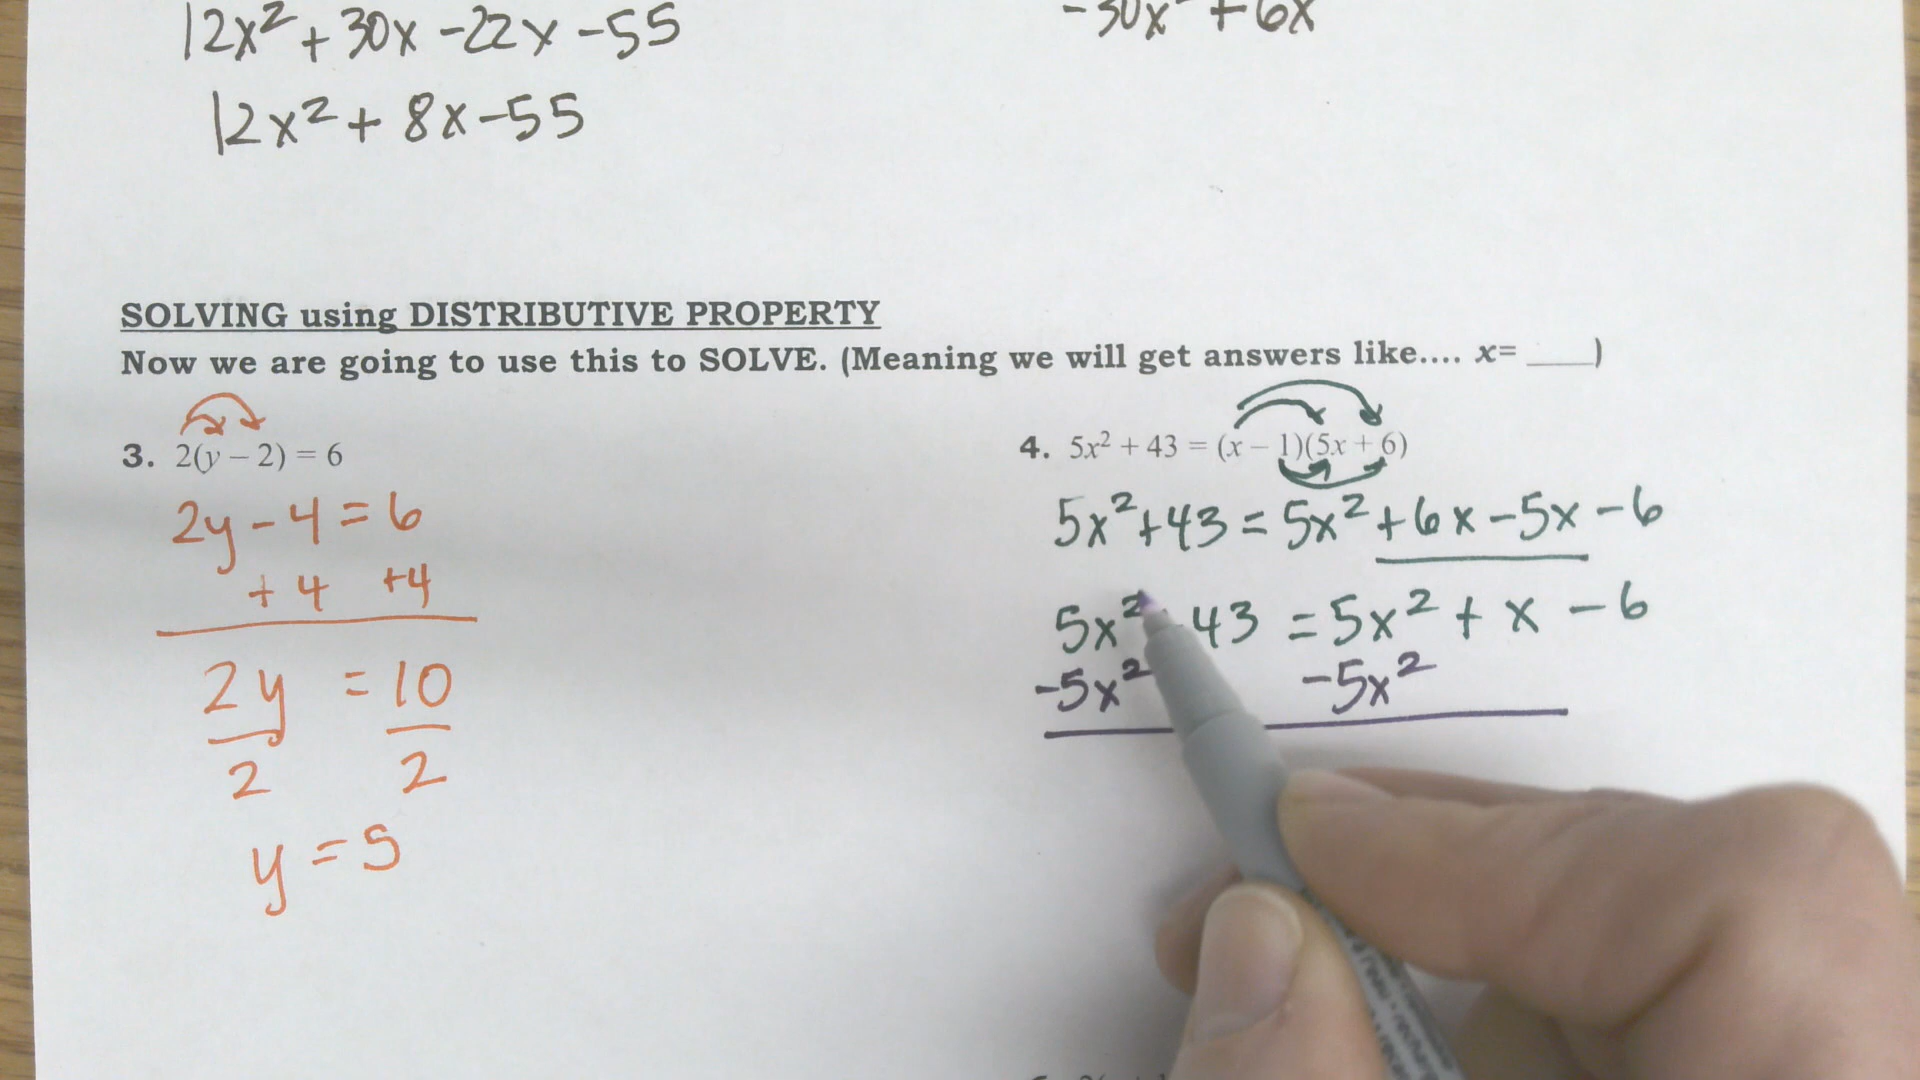 12x² + 30x - 22x - 55
12x² + 8x - 55
-30x² + 6x
SOLVING using DISTRIBUTIVE PROPERTY
Now we are going to use this to SOLVE. (Meaning we will get answers like.... x= ____)
3. 2(y – 2) = 6
2y - 4 = 6
+ 4 +4
2y = 10
2 2
y = 5
4. 5x² + 43 = (x – 1)(5x + 6)
5x² + 43 = 5x² + 6x - 5x - 6
5x² 43 = 5x² + x - 6
-5x² -5x²